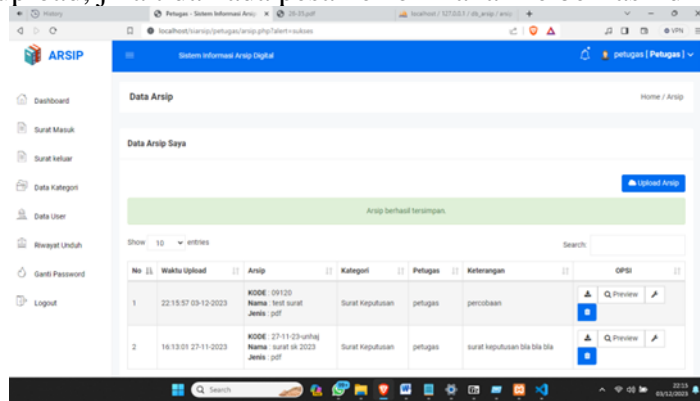 History
Petugas - Sistem Informasi Arsip
28-35.pdf
localhost / 127.0.0.1 / db_arsip / arsip
localhost/siarsip/petugas/arsip.php?alert=sukses
VPN
ARSIP
Sistem Informasi Arsip Digital
petugas [ Petugas ]
Dashboard
Surat Masuk
Surat keluar
Data Kategori
Data User
Riwayat Unduh
Ganti Password
Logout
Data Arsip
Home / Arsip
Data Arsip Saya
Upload Arsip
Arsip berhasil tersimpan.
Show 10 entries
Search:
No Waktu Upload Arsip Kategori Petugas Keterangan OPSI
1 22:15:57 03-12-2023 KODE : 09120 Surat Keputusan petugas percobaan Preview
Nama : test surat
Jenis : pdf
2 16:13:01 27-11-2023 KODE : 27-11-23-unhaj Surat Keputusan petugas surat keputusan bla bla bla Preview
Nama : surat sk 2023
Jenis : pdf
Search
22:55
03/12/2023